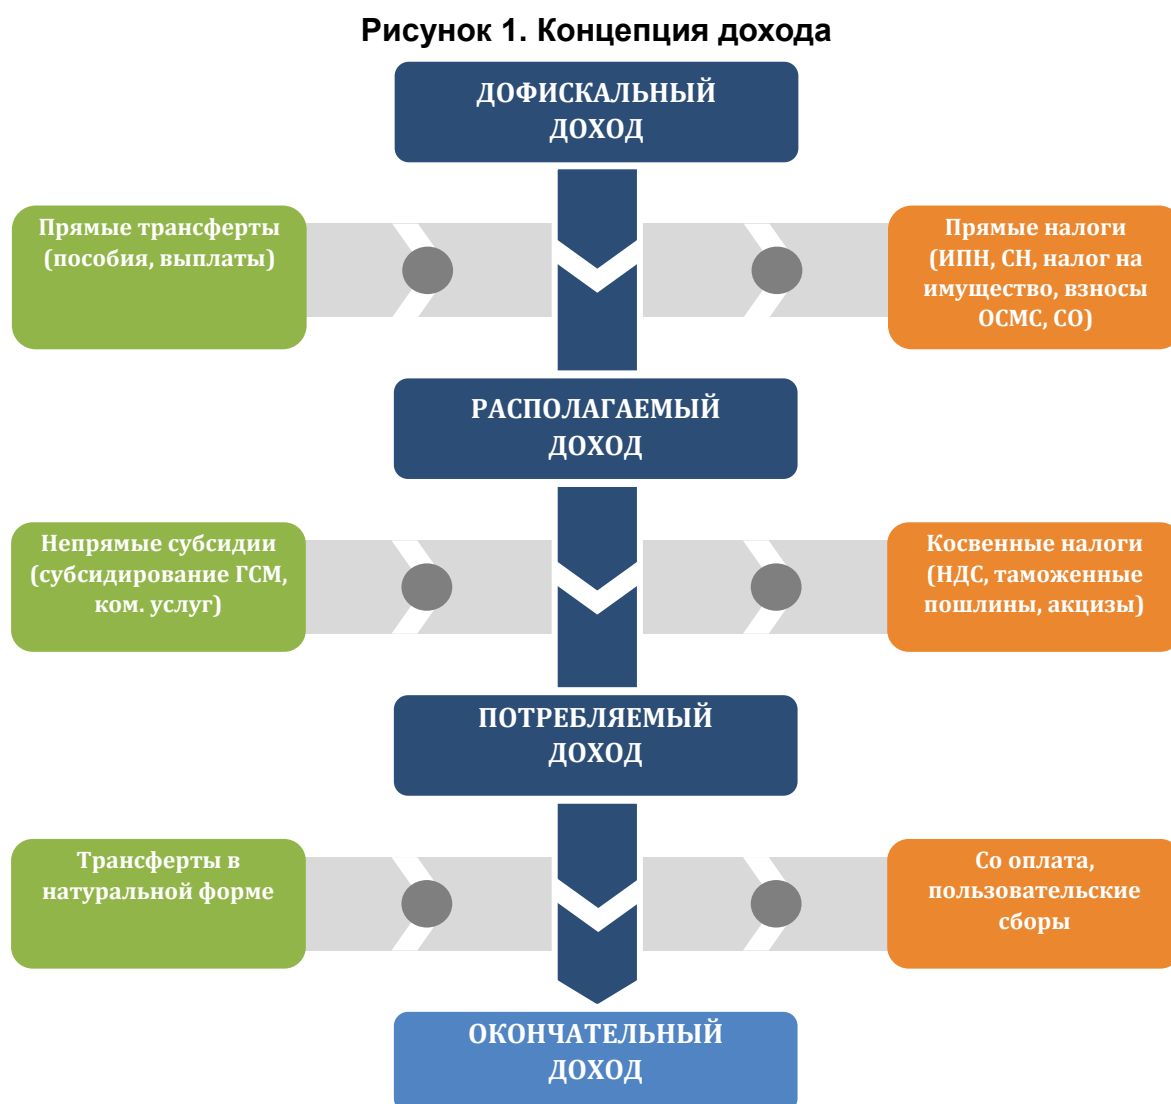 Рисунок 1. Концепция дохода
ДОФИСКАЛЬНЫЙ
ДОХОД
Прямые трансферты
(пособия, выплаты)
Прямые налоги
(ИПН, СН, налог на
имущество, взносы
ОСМС, СО)
РАСПОЛАГАЕМЫЙ
ДОХОД
Непрямые субсидии
(субсидирование ГСМ,
ком. услуг)
Косвенные налоги
(НДС, таможенные
пошлины, акцизы)
ПОТРЕБЛЯЕМЫЙ
ДОХОД
Трансферты в
натуральной форме
Со оплата,
пользовательские
сборы
ОКОНЧАТЕЛЬНЫЙ
ДОХОД